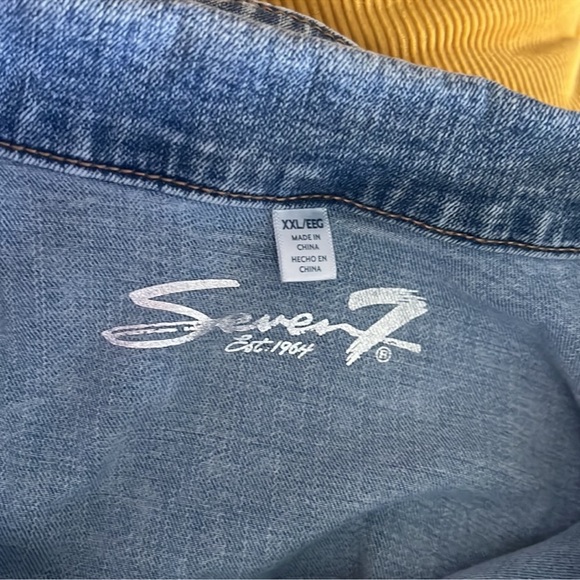 XXL/EEG
MADE IN
CHINA
HECHO EN
CHINA
Seven7
Est. 1964
®